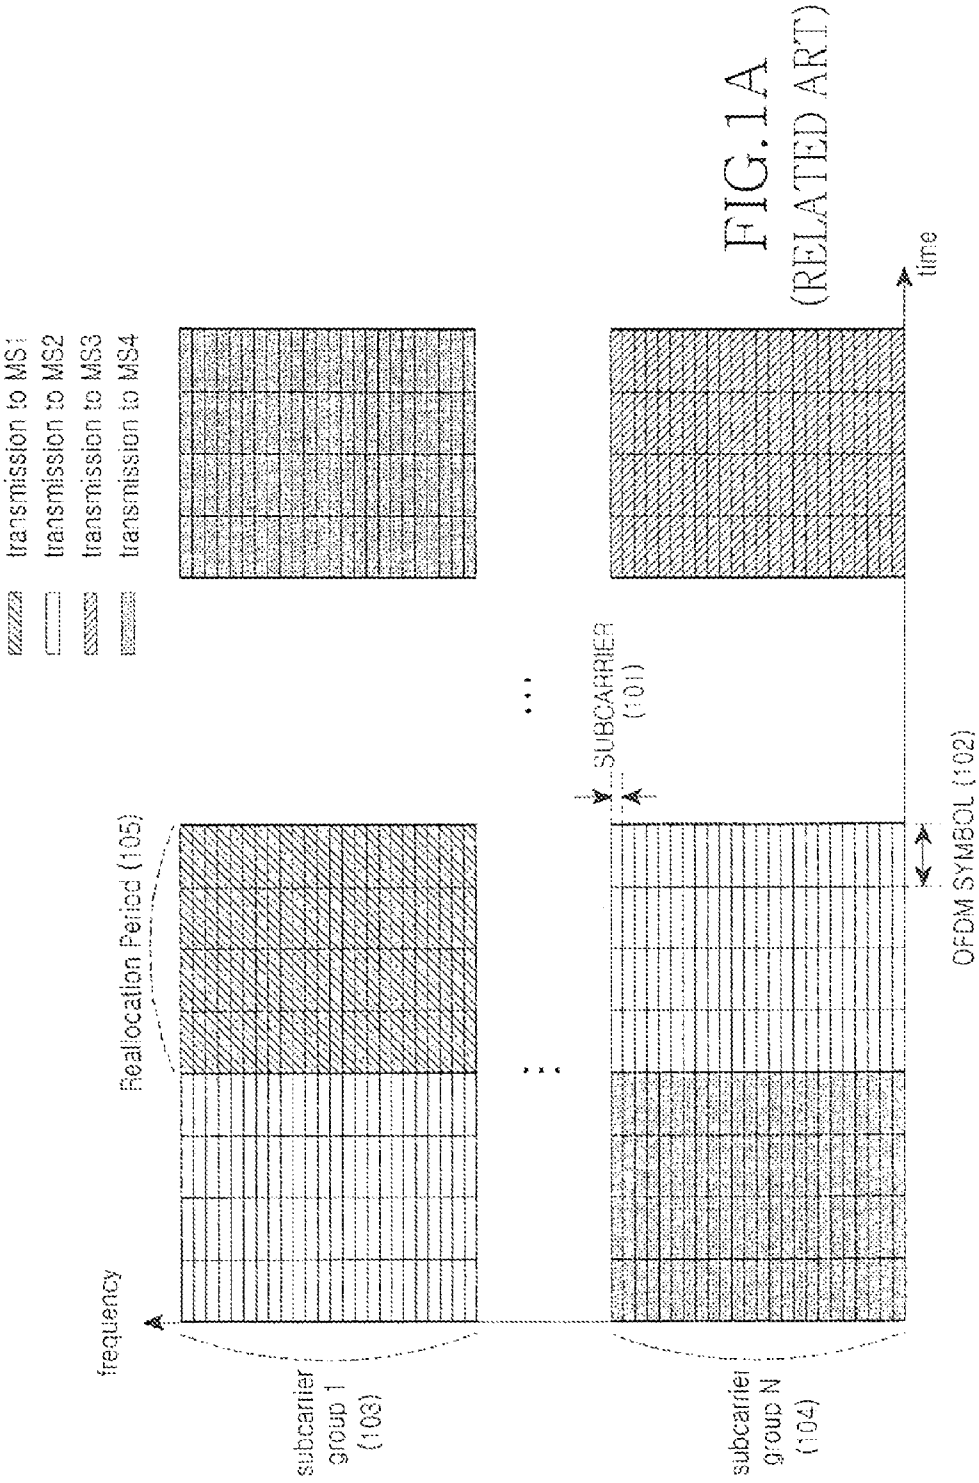 transmission to MS1
transmission to MS2
transmission to MS3
transmission to MS4
frequency
Reallocation Period (105)
subcarrier
group 1
(103)
...
...
SUBCARRIER
(101)
subcarrier
group N
(104)
OFDM SYMBOL (102)
time
FIG.1A
(RELATED ART)